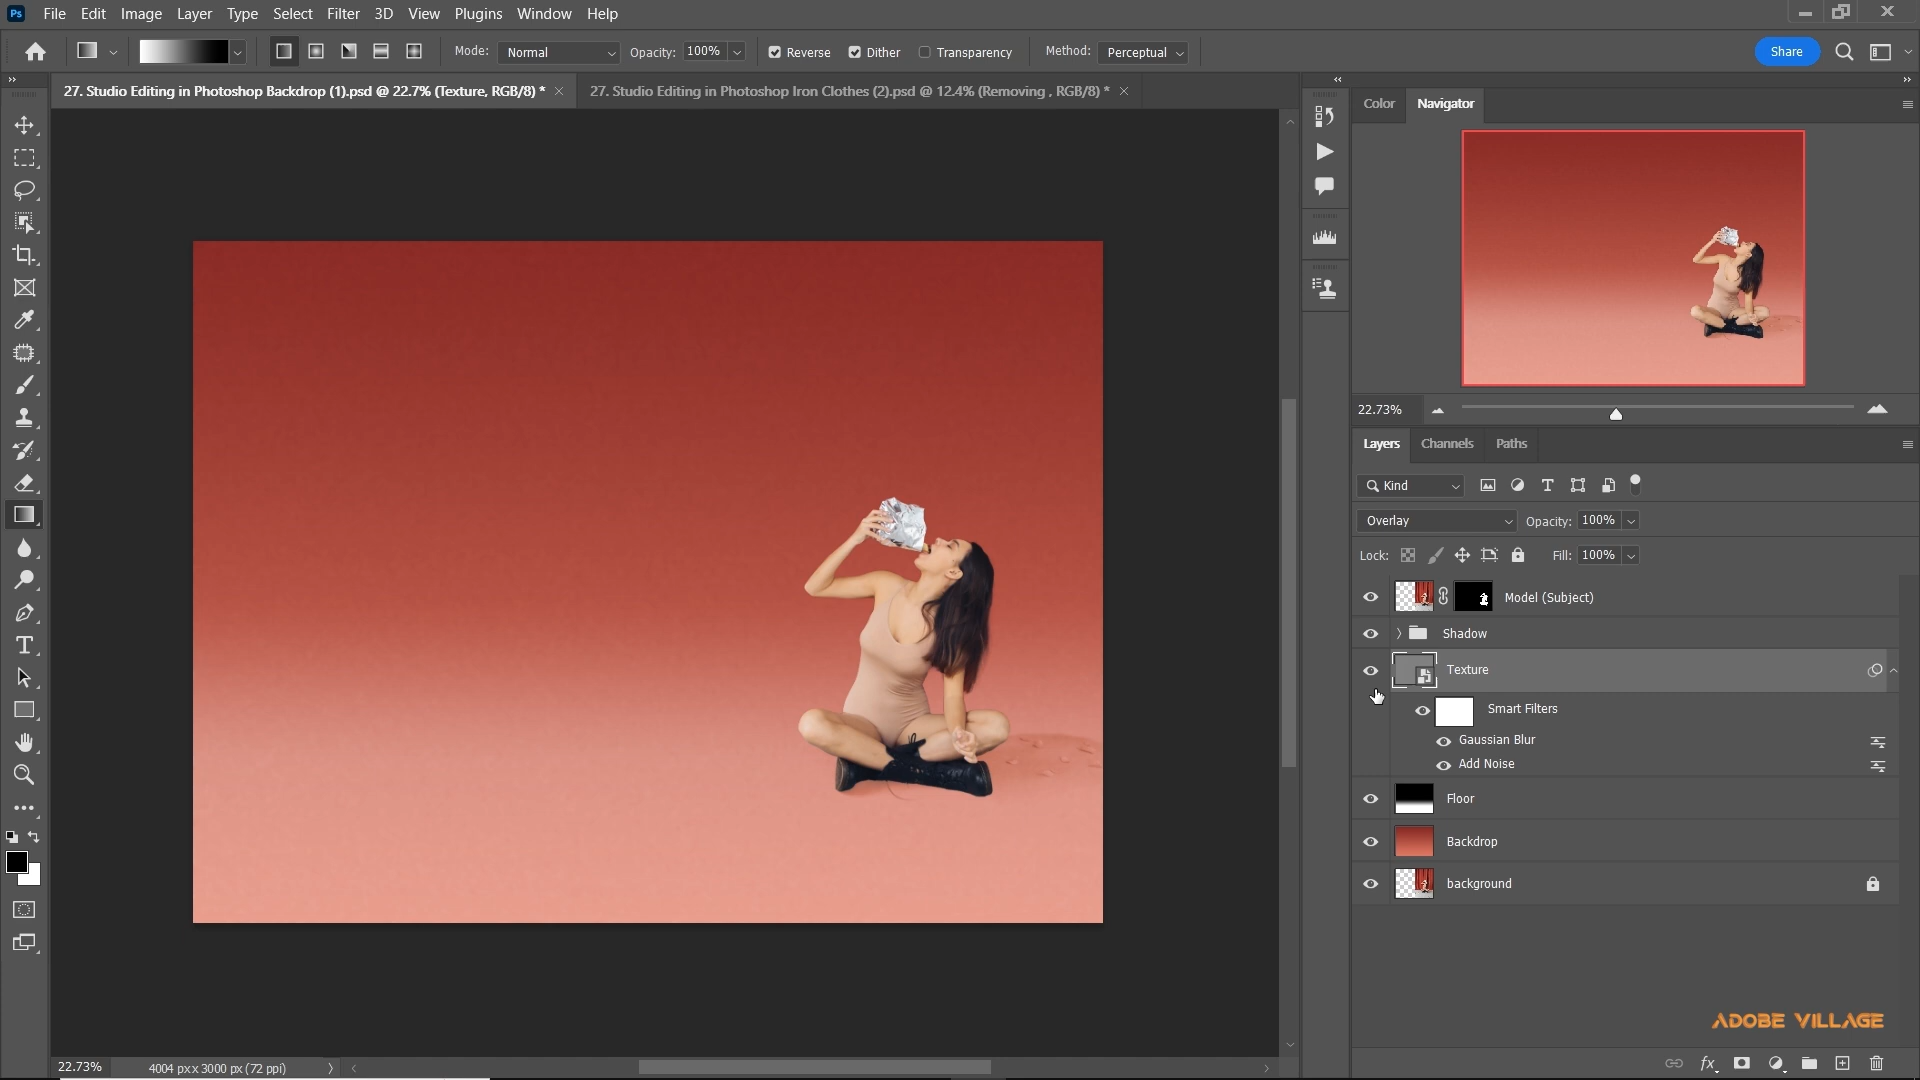 Ps File Edit Image Layer Type Select Filter 3D View Plugins Window Help
Mode: Normal Opacity: 100% Reverse Dither Transparency Method: Perceptual Share
27. Studio Editing in Photoshop Backdrop (1).psd @ 22.7% (Texture, RGB/8) * 27. Studio Editing in Photoshop Iron Clothes (2).psd @ 12.4% (Removing , RGB/8) *
Color Navigator
22.73%
Layers Channels Paths
Kind
Overlay Opacity: 100%
Lock: Fill: 100%
Model (Subject)
Shadow
Texture
Smart Filters
Gaussian Blur
Add Noise
Floor
Backdrop
background
ADOBE VILLAGE
22.73% 4004 px x 3000 px (72 ppi)
fx